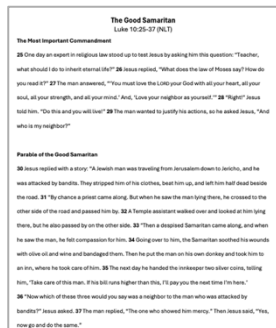 The Good Samaritan
Luke 10:25-37 (NLT)
The Most Important Commandment
25 One day an expert in religious law stood up to test Jesus by asking him this question: "Teacher,
what should I do to inherit eternal life?" 26 Jesus replied, "What does the law of Moses say? How do
you read it?" 27 The man answered, "'You must love the LORD your God with all your heart, all your
soul, all your strength, and all your mind.' And, 'Love your neighbor as yourself.'" 28 "Right!" Jesus
told him. "Do this and you will live!" 29 The man wanted to justify his actions, so he asked Jesus, "And
who is my neighbor?"
Parable of the Good Samaritan
30 Jesus replied with a story: "A Jewish man was traveling from Jerusalem down to Jericho, and he
was attacked by bandits. They stripped him of his clothes, beat him up, and left him half dead beside
the road. 31 "By chance a priest came along. But when he saw the man lying there, he crossed to the
other side of the road and passed him by. 32 A Temple assistant walked over and looked at him lying
there, but he also passed by on the other side. 33 "Then a despised Samaritan came along, and when
he saw the man, he felt compassion for him. 34 Going over to him, the Samaritan soothed his wounds
with olive oil and wine and bandaged them. Then he put the man on his own donkey and took him to
an inn, where he took care of him. 35 The next day he handed the innkeeper two silver coins, telling
him, 'Take care of this man. If his bill runs higher than this, I'll pay you the next time I'm here.'
36 "Now which of these three would you say was a neighbor to the man who was attacked by
bandits?" Jesus asked. 37 The man replied, "The one who showed him mercy." Then Jesus said, "Yes,
now go and do the same."